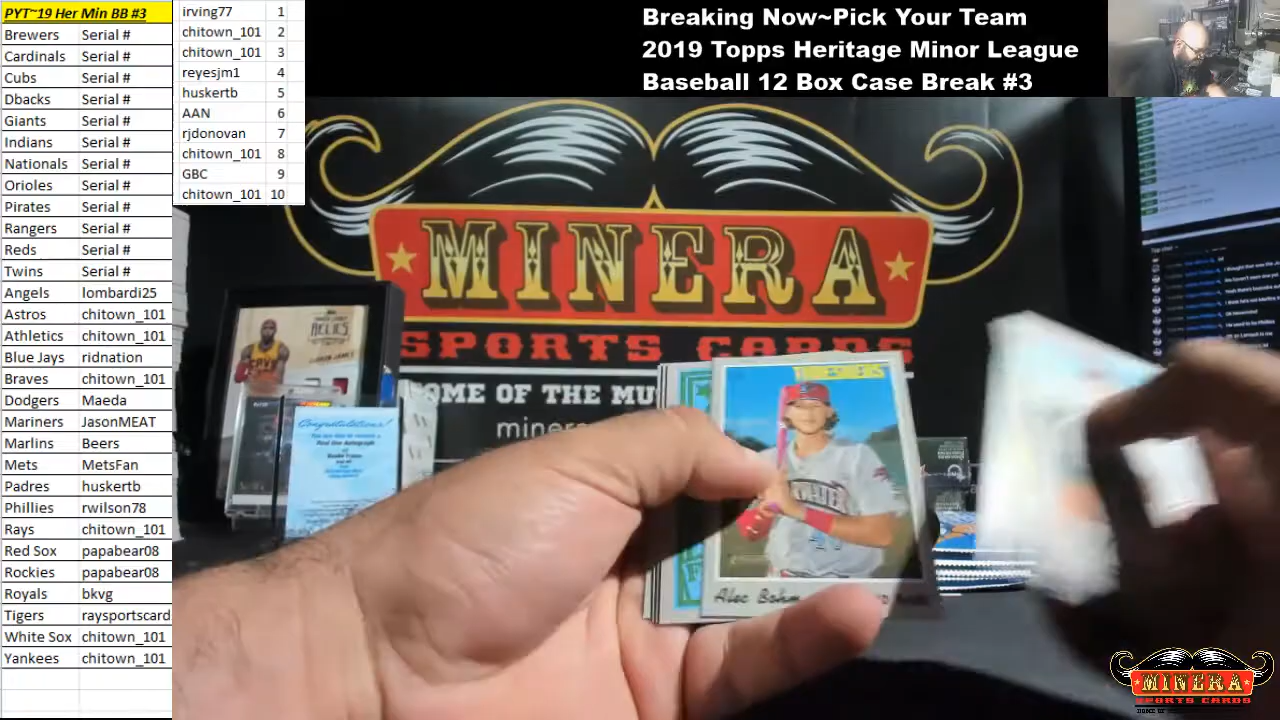 PYT~19 Her Min BB #3
Brewers Serial #
Cardinals Serial #
Cubs Serial #
Dbacks Serial #
Giants Serial #
Indians Serial #
Nationals Serial #
Orioles Serial #
Pirates Serial #
Rangers Serial #
Reds Serial #
Twins Serial #
Angels lombardi25
Astros chitown_101
Athletics chitown_101
Blue Jays ridnation
Braves chitown_101
Dodgers Maeda
Mariners JasonMEAT
Marlins Beers
Mets MetsFan
Padres huskertb
Phillies rwilson78
Rays chitown_101
Red Sox papabear08
Rockies papabear08
Royals bkvg
Tigers raysportscard
White Sox chitown_101
Yankees chitown_101
irving77 1
chitown_101 2
chitown_101 3
reyesjm1 4
huskertb 5
AAN 6
rjdonovan 7
chitown_101 8
GBC 9
chitown_101 10
Breaking Now~Pick Your Team
2019 Topps Heritage Minor League
Baseball 12 Box Case Break #3
MINERA
SPORTS CARDS
OME OF THE MU
miner
RELICS
Congratulations!
Alec Bohm
Top chat
MINERA
SPORTS CARDS